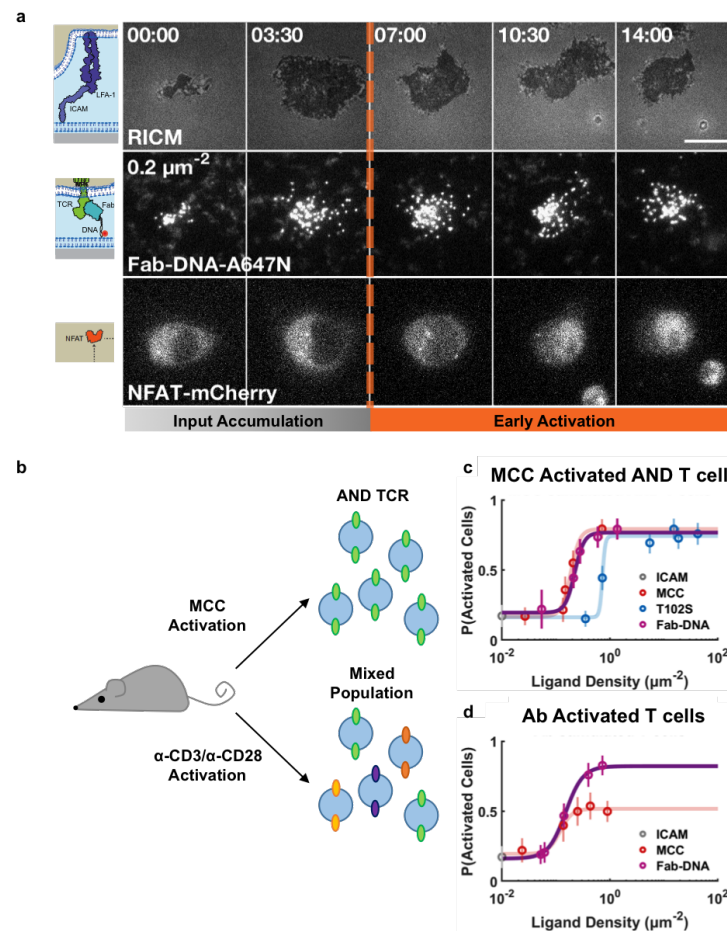 a
00:00
03:30
07:00
10:30
14:00
LFA-1
ICAM
RICM
0.2 µm⁻²
TCR
Fab
DNA
Fab-DNA-A647N
NFAT
NFAT-mCherry
Input Accumulation
Early Activation
b
AND TCR
MCC
Activation
Mixed
Population
α-CD3/α-CD28
Activation
c
MCC Activated AND T cell
P(Activated Cells)
1
0.5
0
ICAM
MCC
T102S
Fab-DNA
10⁻²
10⁰
10²
Ligand Density (µm⁻²)
d
Ab Activated T cells
P(Activated Cells)
1
0.5
0
ICAM
MCC
Fab-DNA
10⁻²
10⁰
10²
Ligand Density (µm⁻²)